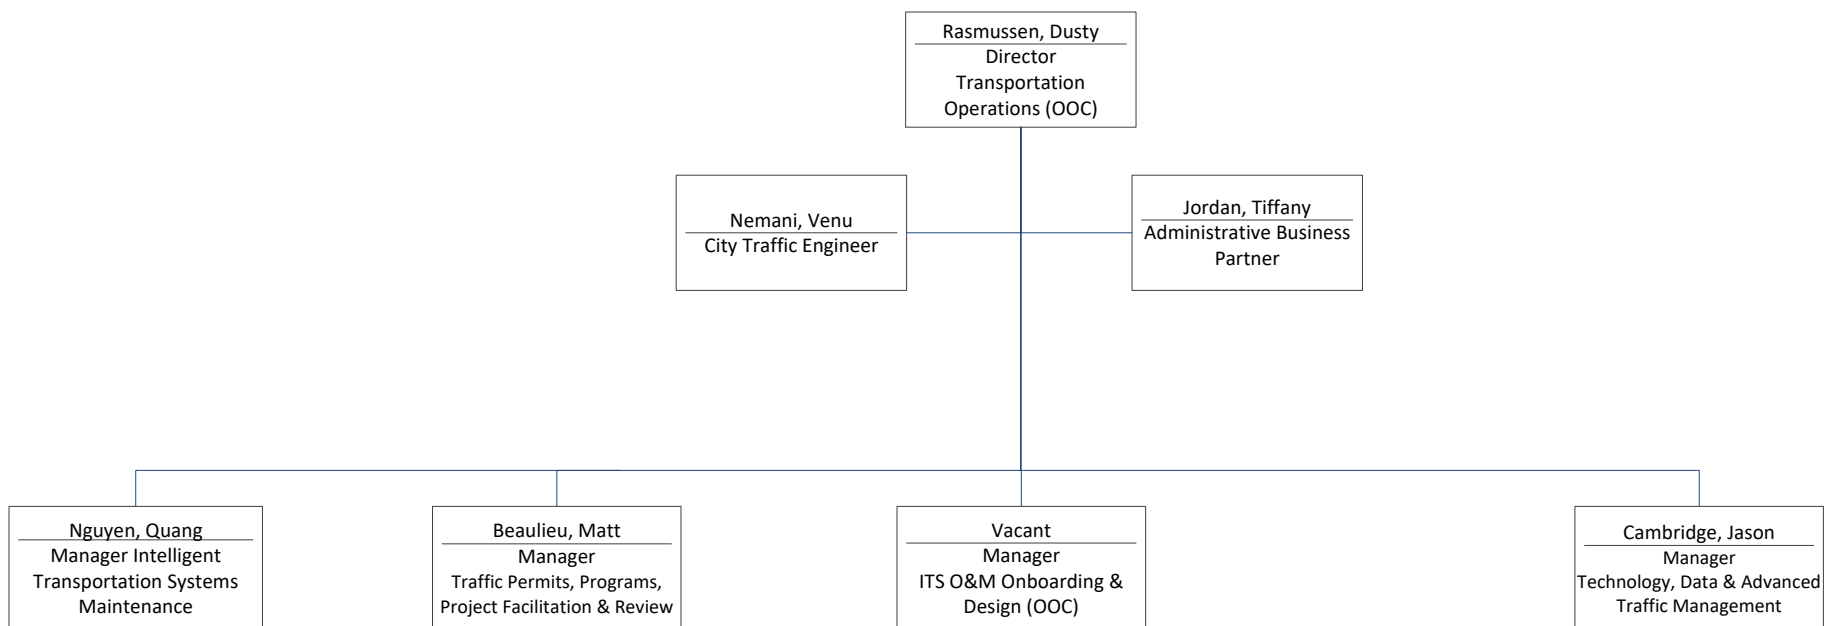 Rasmussen, Dusty
Director
Transportation
Operations (OOC)
Nemani, Venu
City Traffic Engineer
Jordan, Tiffany
Administrative Business
Partner
Nguyen, Quang
Manager Intelligent
Transportation Systems
Maintenance
Beaulieu, Matt
Manager
Traffic Permits, Programs,
Project Facilitation & Review
Vacant
Manager
ITS O&M Onboarding &
Design (OOC)
Cambridge, Jason
Manager
Technology, Data & Advanced
Traffic Management